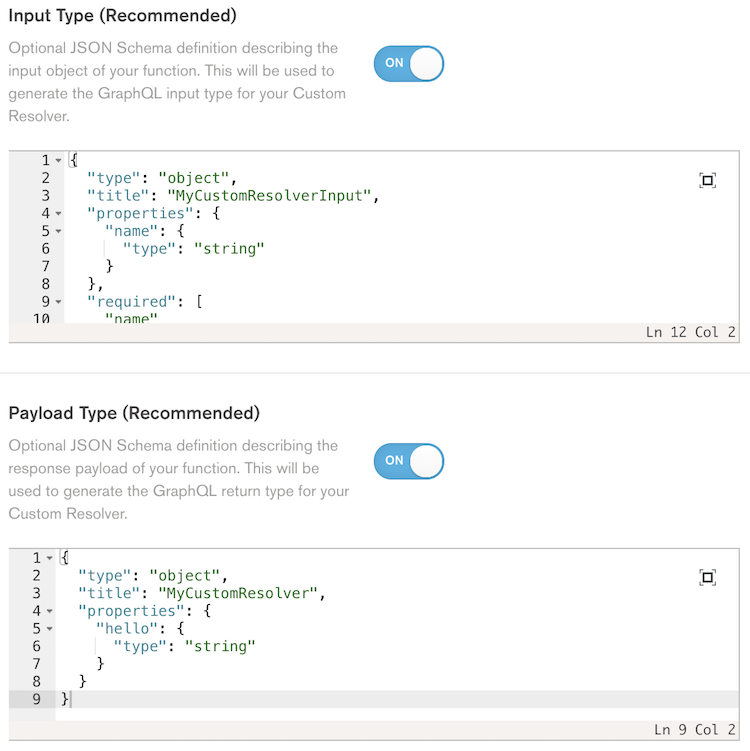 Input Type (Recommended)
Optional JSON Schema definition describing the
input object of your function. This will be used to
generate the GraphQL input type for your Custom
Resolver.
ON
1 {
2 "type": "object",
3 "title": "MyCustomResolverInput",
4 "properties": {
5 "name": {
6 "type": "string"
7 }
8 },
9 "required": [
10 "name"
Ln 12 Col 2
Payload Type (Recommended)
Optional JSON Schema definition describing the
response payload of your function. This will be
used to generate the GraphQL return type for your
Custom Resolver.
ON
1 {
2 "type": "object",
3 "title": "MyCustomResolver",
4 "properties": {
5 "hello": {
6 "type": "string"
7 }
8 }
9 }
Ln 9 Col 2